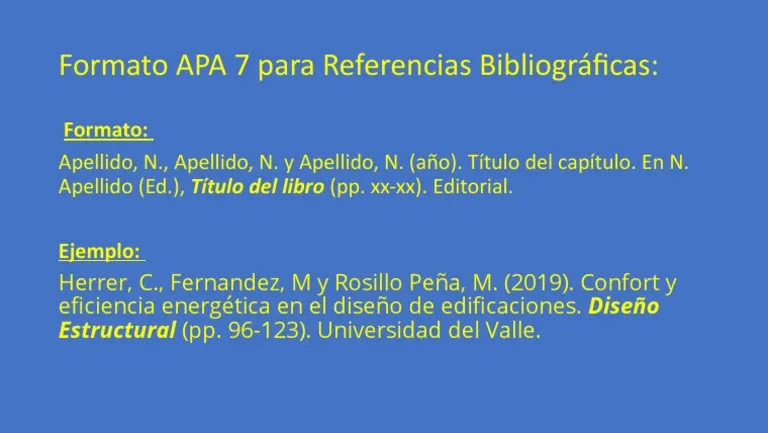 Formato APA 7 para Referencias Bibliográficas:
Formato:
Apellido, N., Apellido, N. y Apellido, N. (año). Título del capítulo. En N.
Apellido (Ed.), Título del libro (pp. xx-xx). Editorial.
Ejemplo:
Herrer, C., Fernandez, M y Rosillo Peña, M. (2019). Confort y
eficiencia energética en el diseño de edificaciones. Diseño
Estructural (pp. 96-123). Universidad del Valle.